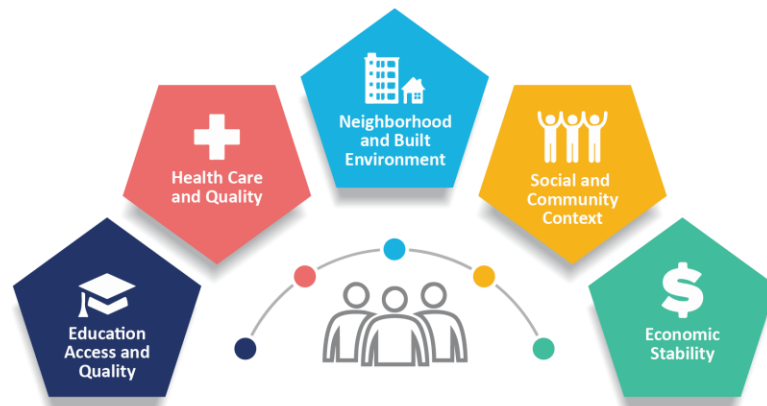 Education
Access and
Quality
Health Care
and Quality
Neighborhood
and Built
Environment
Social and
Community
Context
$
Economic
Stability